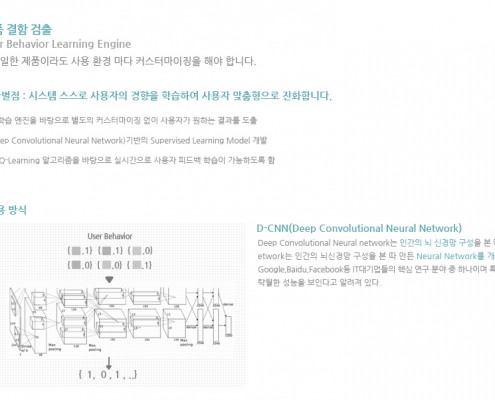 품 결함 검출
r Behavior Learning Engine
일한 제품이라도 사용 환경 마다 커스터마이징을 해야 합니다.
별점 : 시스템 스스로 사용자의 경향을 학습하여 사용자 맞춤형으로 진화합니다.
학습 엔진을 바탕으로 별도의 커스터마이징 없이 사용자가 원하는 결과를 도출
eep Convolutional Neural Network)기반의 Supervised Learning Model 개발
Q-Learning 알고리즘을 바탕으로 실시간으로 사용자 피드백 학습이 가능하도록 함
용 방식
User Behavior
{ ,1} { ,1} { ,0}
{ ,0} { ,0} { ,1}
Max pooling
Max pooling
{ 1, 0, 1, ..}
D-CNN(Deep Convolutional Neural Network)
Deep Convolutional Neural network는 인간의 뇌 신경망 구성을 본 
etwork는 인간의 뇌신경망 구성을 본 따 만든 Neural Network를 개
Google,Baidu,Facebook등 IT대기업들의 핵심 연구 분야 중 하나이며 특
탁월한 성능을 보인다고 알려져 있다.